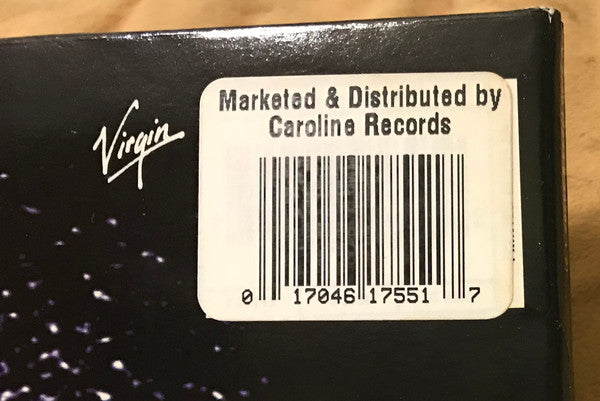 Virgin
Marketed & Distributed by
Caroline Records
0 17046 17551 7